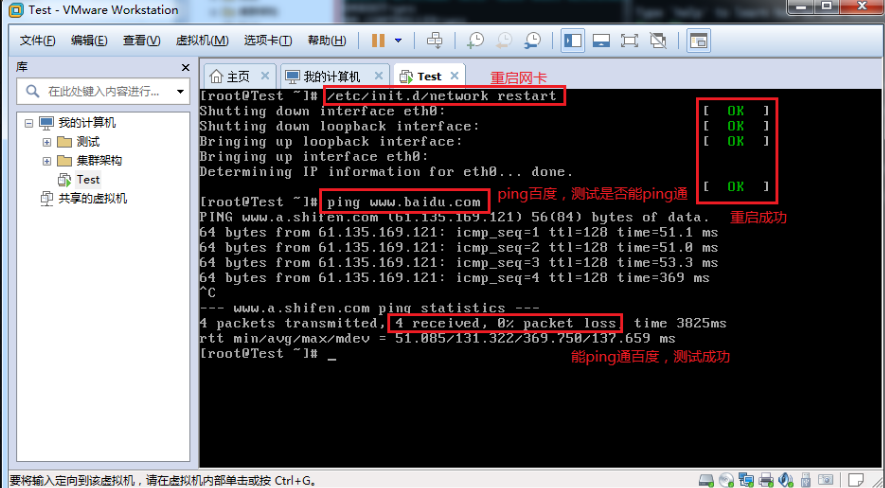 Test - VMware Workstation
文件(F) 编辑(E) 查看(V) 虚拟机(M) 选项卡(T) 帮助(H)
库
在此处键入内容进行...
我的计算机
测试
集群架构
Test
共享的虚拟机
主页 我的计算机 Test
重启网卡
[root@Test ~]# /etc/init.d/network restart
Shutting down interface eth0: [ OK ]
Shutting down loopback interface: [ OK ]
Bringing up loopback interface: [ OK ]
Bringing up interface eth0:
Determining IP information for eth0... done.
[ OK ]
[root@Test ~]# ping www.baidu.com
ping百度，测试是否能ping通
重启成功
PING www.a.shifen.com (61.135.169.121) 56(84) bytes of data.
64 bytes from 61.135.169.121: icmp_seq=1 ttl=128 time=51.1 ms
64 bytes from 61.135.169.121: icmp_seq=2 ttl=128 time=51.0 ms
64 bytes from 61.135.169.121: icmp_seq=3 ttl=128 time=53.3 ms
64 bytes from 61.135.169.121: icmp_seq=4 ttl=128 time=369 ms
^C
--- www.a.shifen.com ping statistics ---
4 packets transmitted, 4 received, 0% packet loss, time 3825ms
rtt min/avg/max/mdev = 51.085/131.322/369.750/137.659 ms
[root@Test ~]# _
能ping通百度，测试成功
要将输入定向到该虚拟机，请在虚拟机内部单击或按 Ctrl+G。